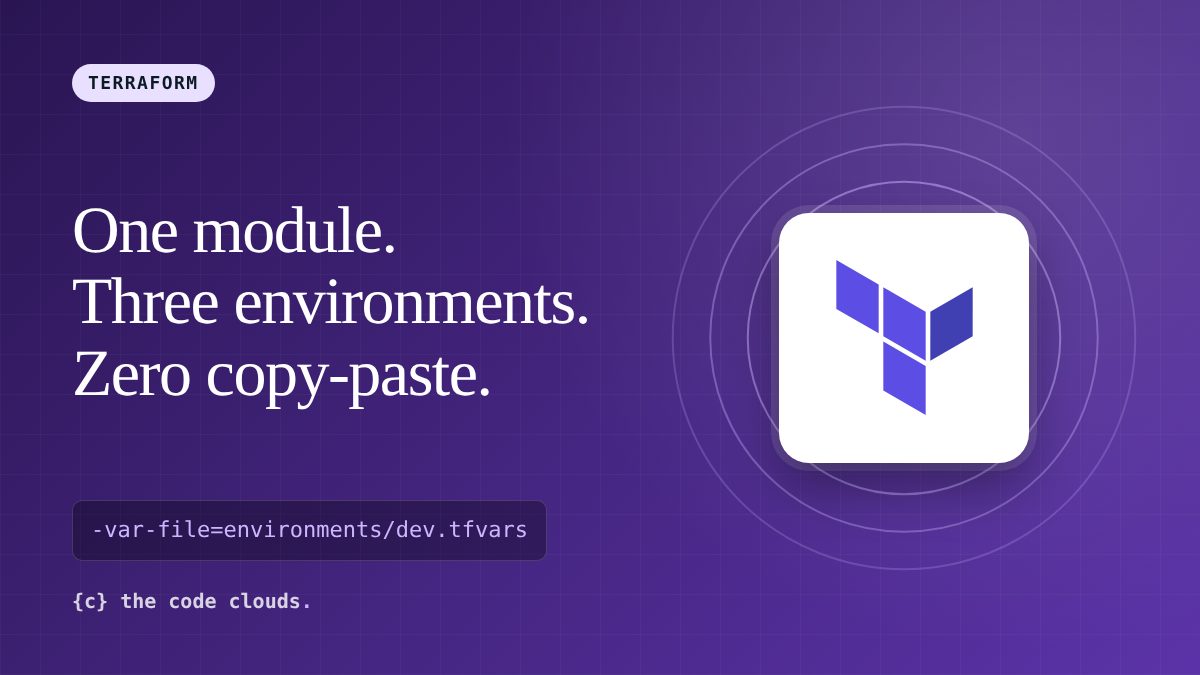 TERRAFORM
One module.
Three environments.
Zero copy-paste.
-var-file=environments/dev.tfvars
{c} the code clouds.